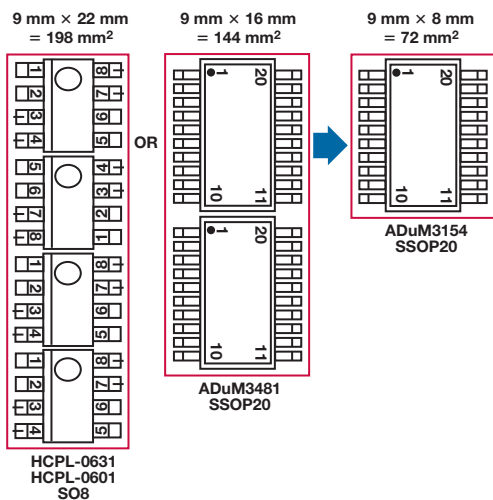 9 mm × 22 mm
= 198 mm²
9 mm × 16 mm
= 144 mm²
9 mm × 8 mm
= 72 mm²
1 8
2 7
3 6
4 5
5 4
6 3
7 2
8 1
1 8
2 7
3 6
4 5
1 8
2 7
3 6
4 5
OR
1 20
10 11
1 20
10 11
1 20
10 11
HCPL-0631
HCPL-0601
SO8
ADuM3481
SSOP20
ADuM3154
SSOP20